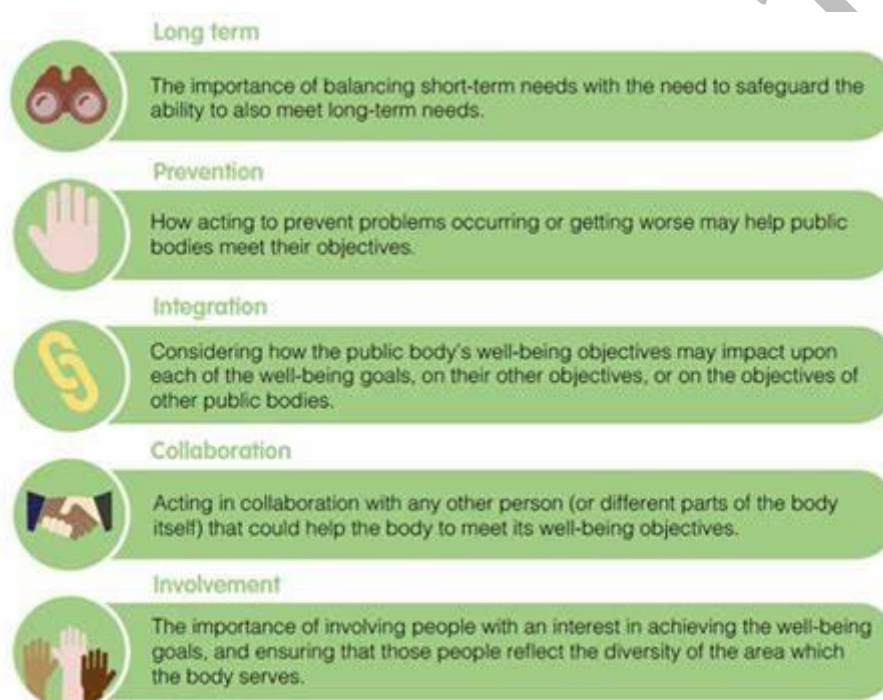 Long term
The importance of balancing short-term needs with the need to safeguard the
ability to also meet long-term needs.
Prevention
How acting to prevent problems occurring or getting worse may help public
bodies meet their objectives.
Integration
Considering how the public body's well-being objectives may impact upon
each of the well-being goals, on their other objectives, or on the objectives of
other public bodies.
Collaboration
Acting in collaboration with any other person (or different parts of the body
itself) that could help the body to meet its well-being objectives.
Involvement
The importance of involving people with an interest in achieving the well-being
goals, and ensuring that those people reflect the diversity of the area which
the body serves.